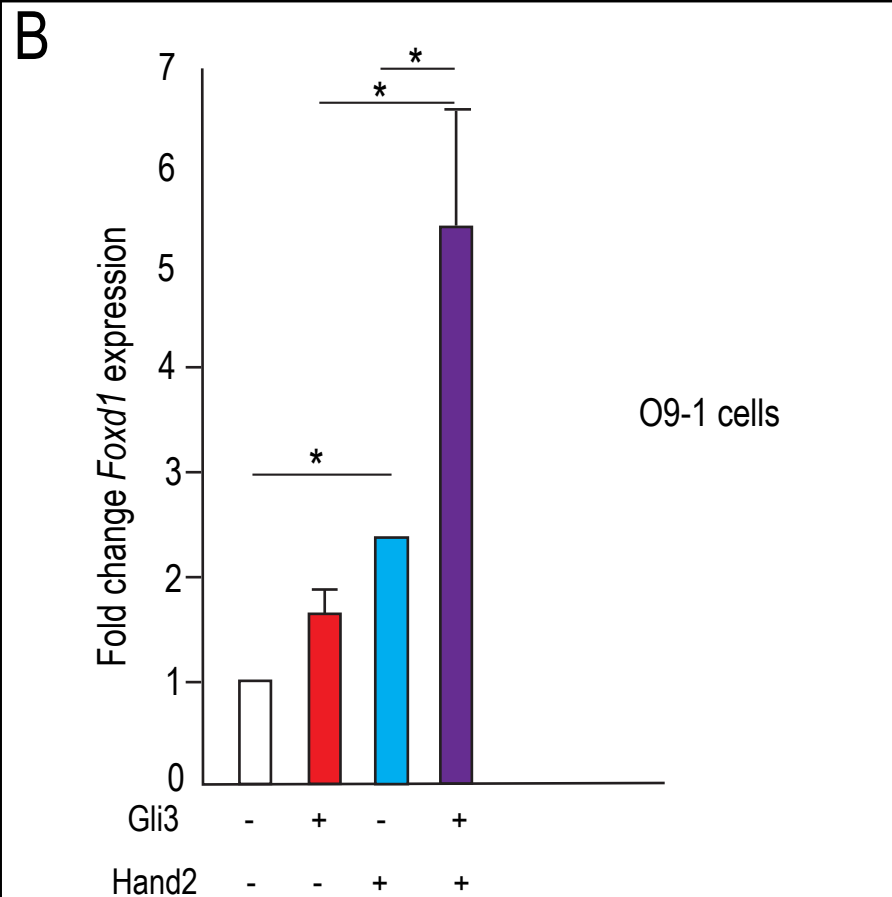 B
7
*
*
6
5
4
3
*
2
1
0
Fold change Foxd1 expression
O9-1 cells
Gli3 - + - +
Hand2 - - + +